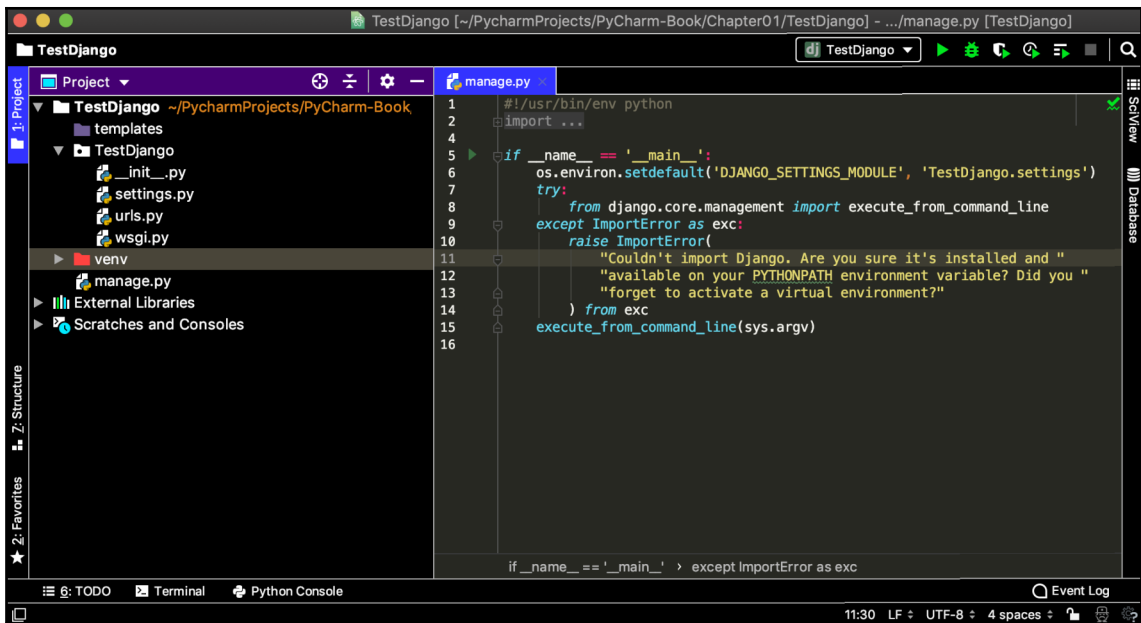 TestDjango [~/PycharmProjects/PyCharm-Book/Chapter01/TestDjango] - .../manage.py [TestDjango]
TestDjango
dj TestDjango
1: Project
Project
TestDjango ~/PycharmProjects/PyCharm-Book
templates
TestDjango
__init__.py
settings.py
urls.py
wsgi.py
venv
manage.py
External Libraries
Scratches and Consoles
Z: Structure
2: Favorites
manage.py
1 #!/usr/bin/env python
2 import ...
4
5 if __name__ == '__main__':
6 os.environ.setdefault('DJANGO_SETTINGS_MODULE', 'TestDjango.settings')
7 try:
8 from django.core.management import execute_from_command_line
9 except ImportError as exc:
10 raise ImportError(
11 "Couldn't import Django. Are you sure it's installed and "
12 "available on your PYTHONPATH environment variable? Did you "
13 "forget to activate a virtual environment?"
14 ) from exc
15 execute_from_command_line(sys.argv)
16
if __name__ == '__main__' › except ImportError as exc
SciView
Database
6: TODO Terminal Python Console Event Log
11:30 LF UTF-8 4 spaces